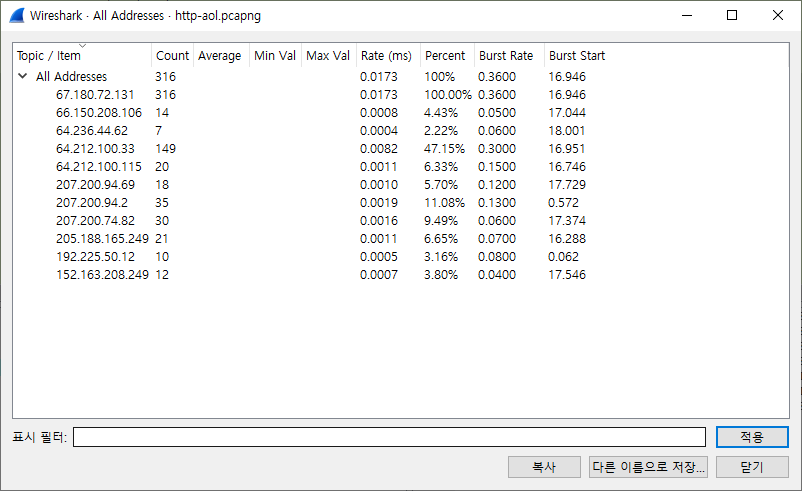 Wireshark · All Addresses · http-aol.pcapng
Topic / Item Count Average Min Val Max Val Rate (ms) Percent Burst Rate Burst Start
All Addresses 316 0.0173 100% 0.3600 16.946
67.180.72.131 316 0.0173 100.00% 0.3600 16.946
66.150.208.106 14 0.0008 4.43% 0.0500 17.044
64.236.44.62 7 0.0004 2.22% 0.0600 18.001
64.212.100.33 149 0.0082 47.15% 0.3000 16.951
64.212.100.115 20 0.0011 6.33% 0.1500 16.746
207.200.94.69 18 0.0010 5.70% 0.1200 17.729
207.200.94.2 35 0.0019 11.08% 0.1300 0.572
207.200.74.82 30 0.0016 9.49% 0.0600 17.374
205.188.165.249 21 0.0011 6.65% 0.0700 16.288
192.225.50.12 10 0.0005 3.16% 0.0800 0.062
152.163.208.249 12 0.0007 3.80% 0.0400 17.546
표시 필터: 적용
복사 다른 이름으로 저장... 닫기